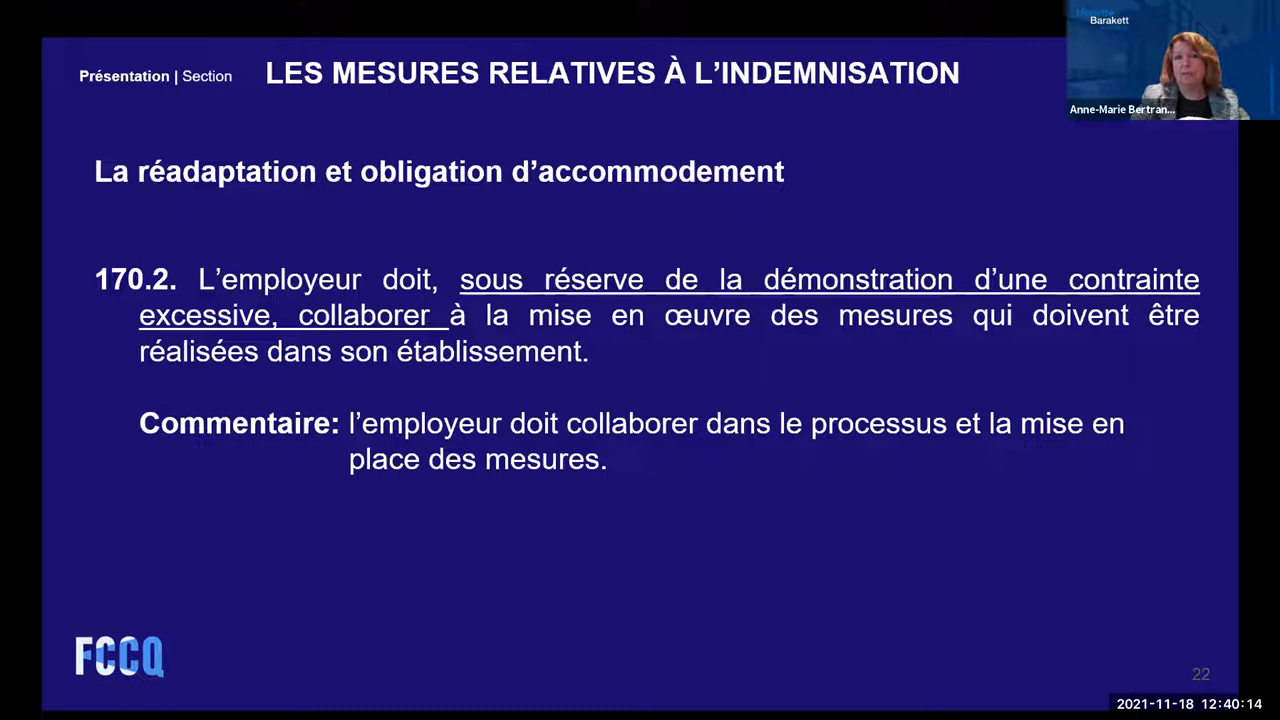 Présentation | Section
LES MESURES RELATIVES À L’INDEMNISATION
Barakett
Anne-Marie Bertran...
La réadaptation et obligation d’accommodement
170.2. L’employeur doit, sous réserve de la démonstration d’une contrainte
excessive, collaborer à la mise en œuvre des mesures qui doivent être
réalisées dans son établissement.
Commentaire: l’employeur doit collaborer dans le processus et la mise en
place des mesures.
FCCQ
22
2021-11-18 12:40:14